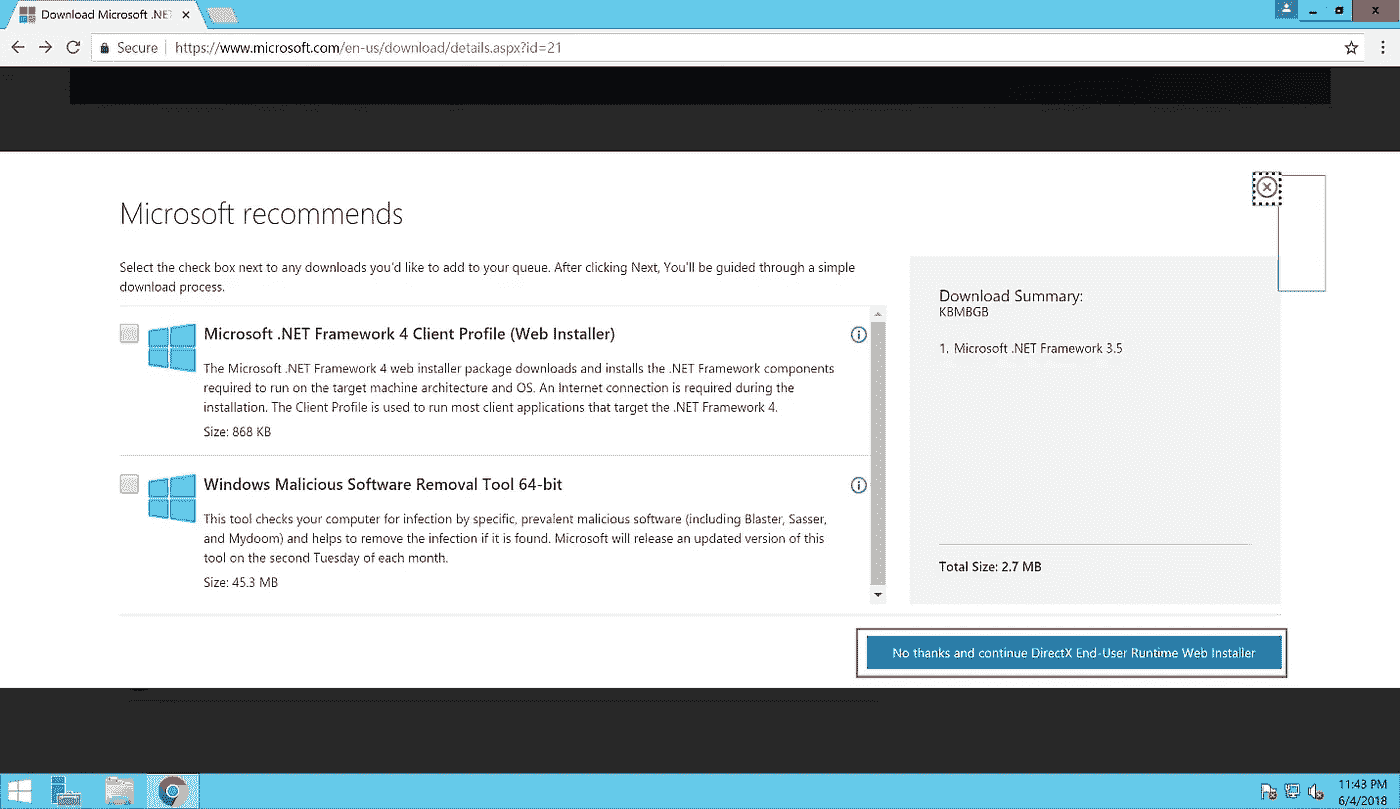 Download Microsoft .NET
Secure https://www.microsoft.com/en-us/download/details.aspx?id=21
Microsoft recommends
Select the check box next to any downloads you'd like to add to your queue. After clicking Next, You'll be guided through a simple
download process.
Microsoft .NET Framework 4 Client Profile (Web Installer)
The Microsoft .NET Framework 4 web installer package downloads and installs the .NET Framework components
required to run on the target machine architecture and OS. An Internet connection is required during the
installation. The Client Profile is used to run most client applications that target the .NET Framework 4.
Size: 868 KB
Windows Malicious Software Removal Tool 64-bit
This tool checks your computer for infection by specific, prevalent malicious software (including Blaster, Sasser,
and Mydoom) and helps to remove the infection if it is found. Microsoft will release an updated version of this
tool on the second Tuesday of each month.
Size: 45.3 MB
Download Summary:
KBMBGB
1. Microsoft .NET Framework 3.5
Total Size: 2.7 MB
No thanks and continue DirectX End-User Runtime Web Installer
11:43 PM
6/4/2018